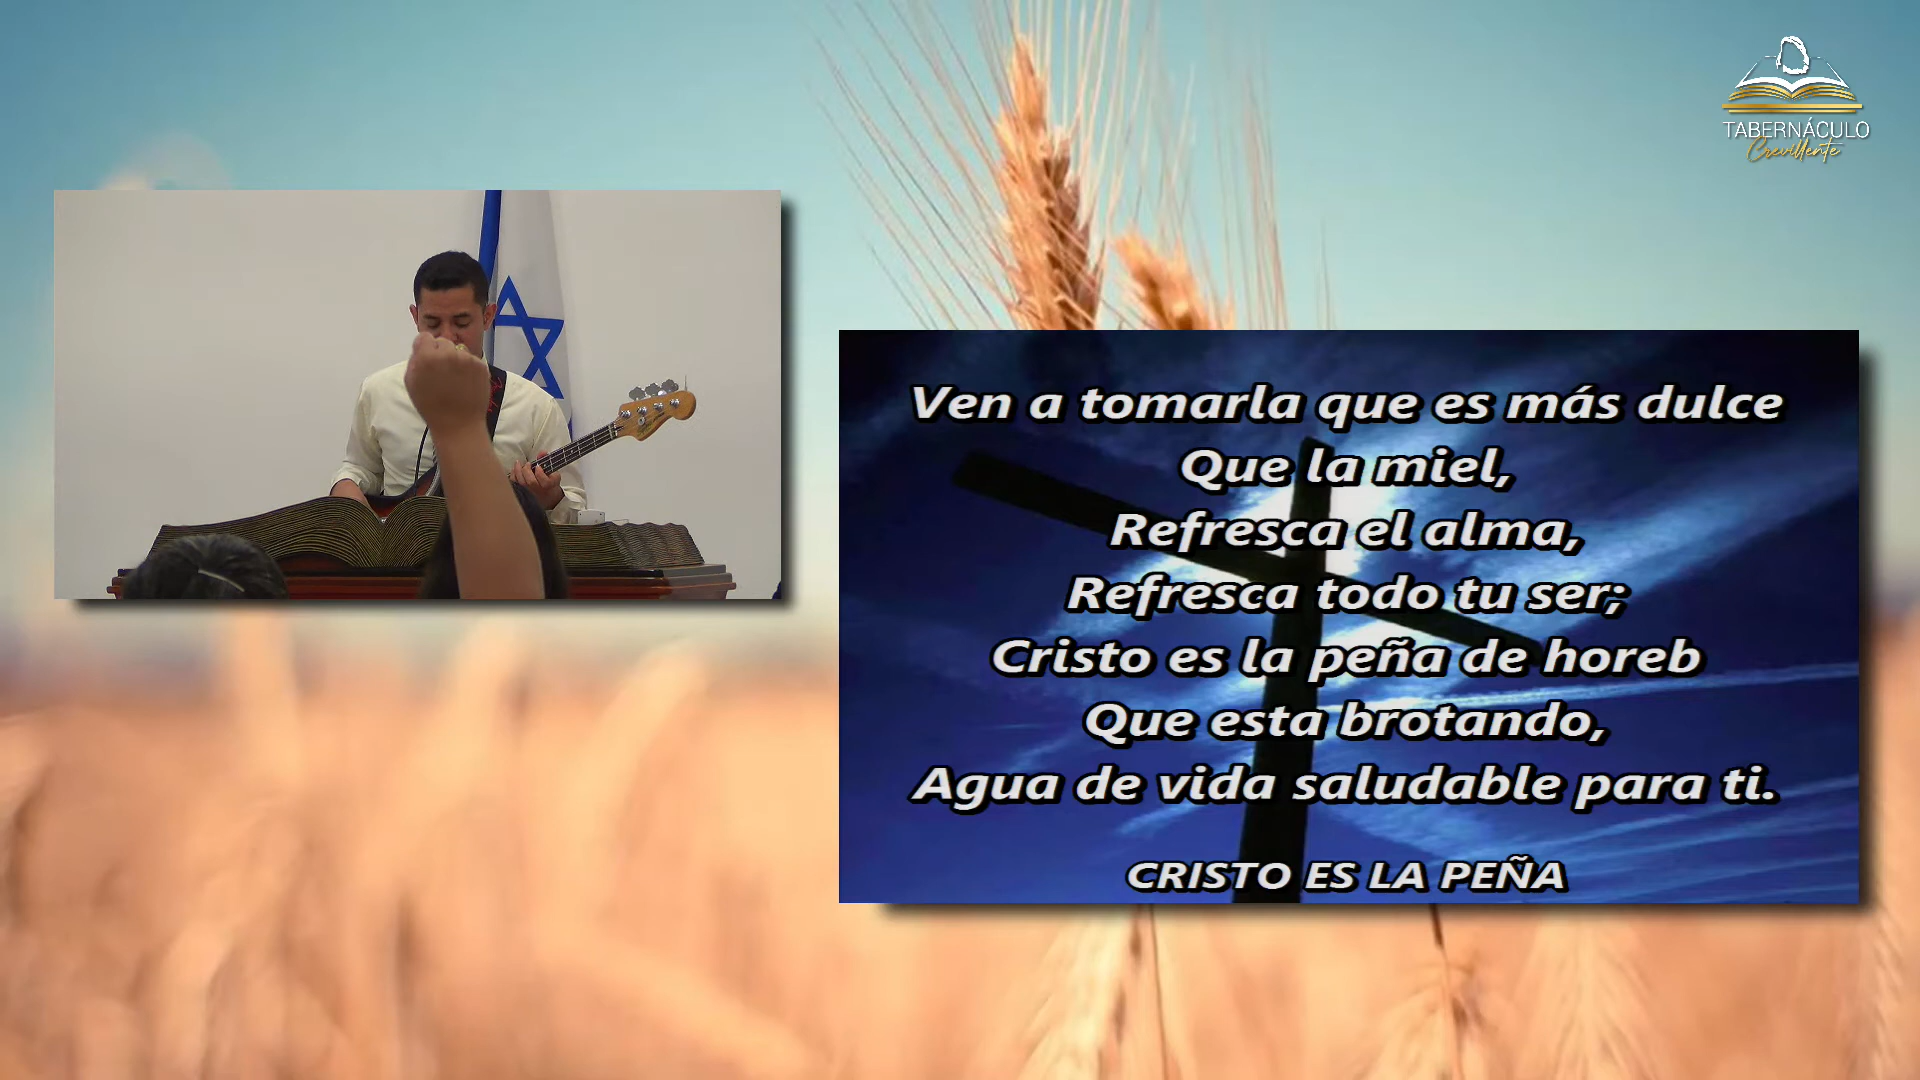 TABERNÁCULO
Crevillente
Ven a tomarla que es más dulce
Que la miel,
Refresca el alma,
Refresca todo tu ser;
Cristo es la peña de horeb
Que esta brotando,
Agua de vida saludable para ti.
CRISTO ES LA PEÑA